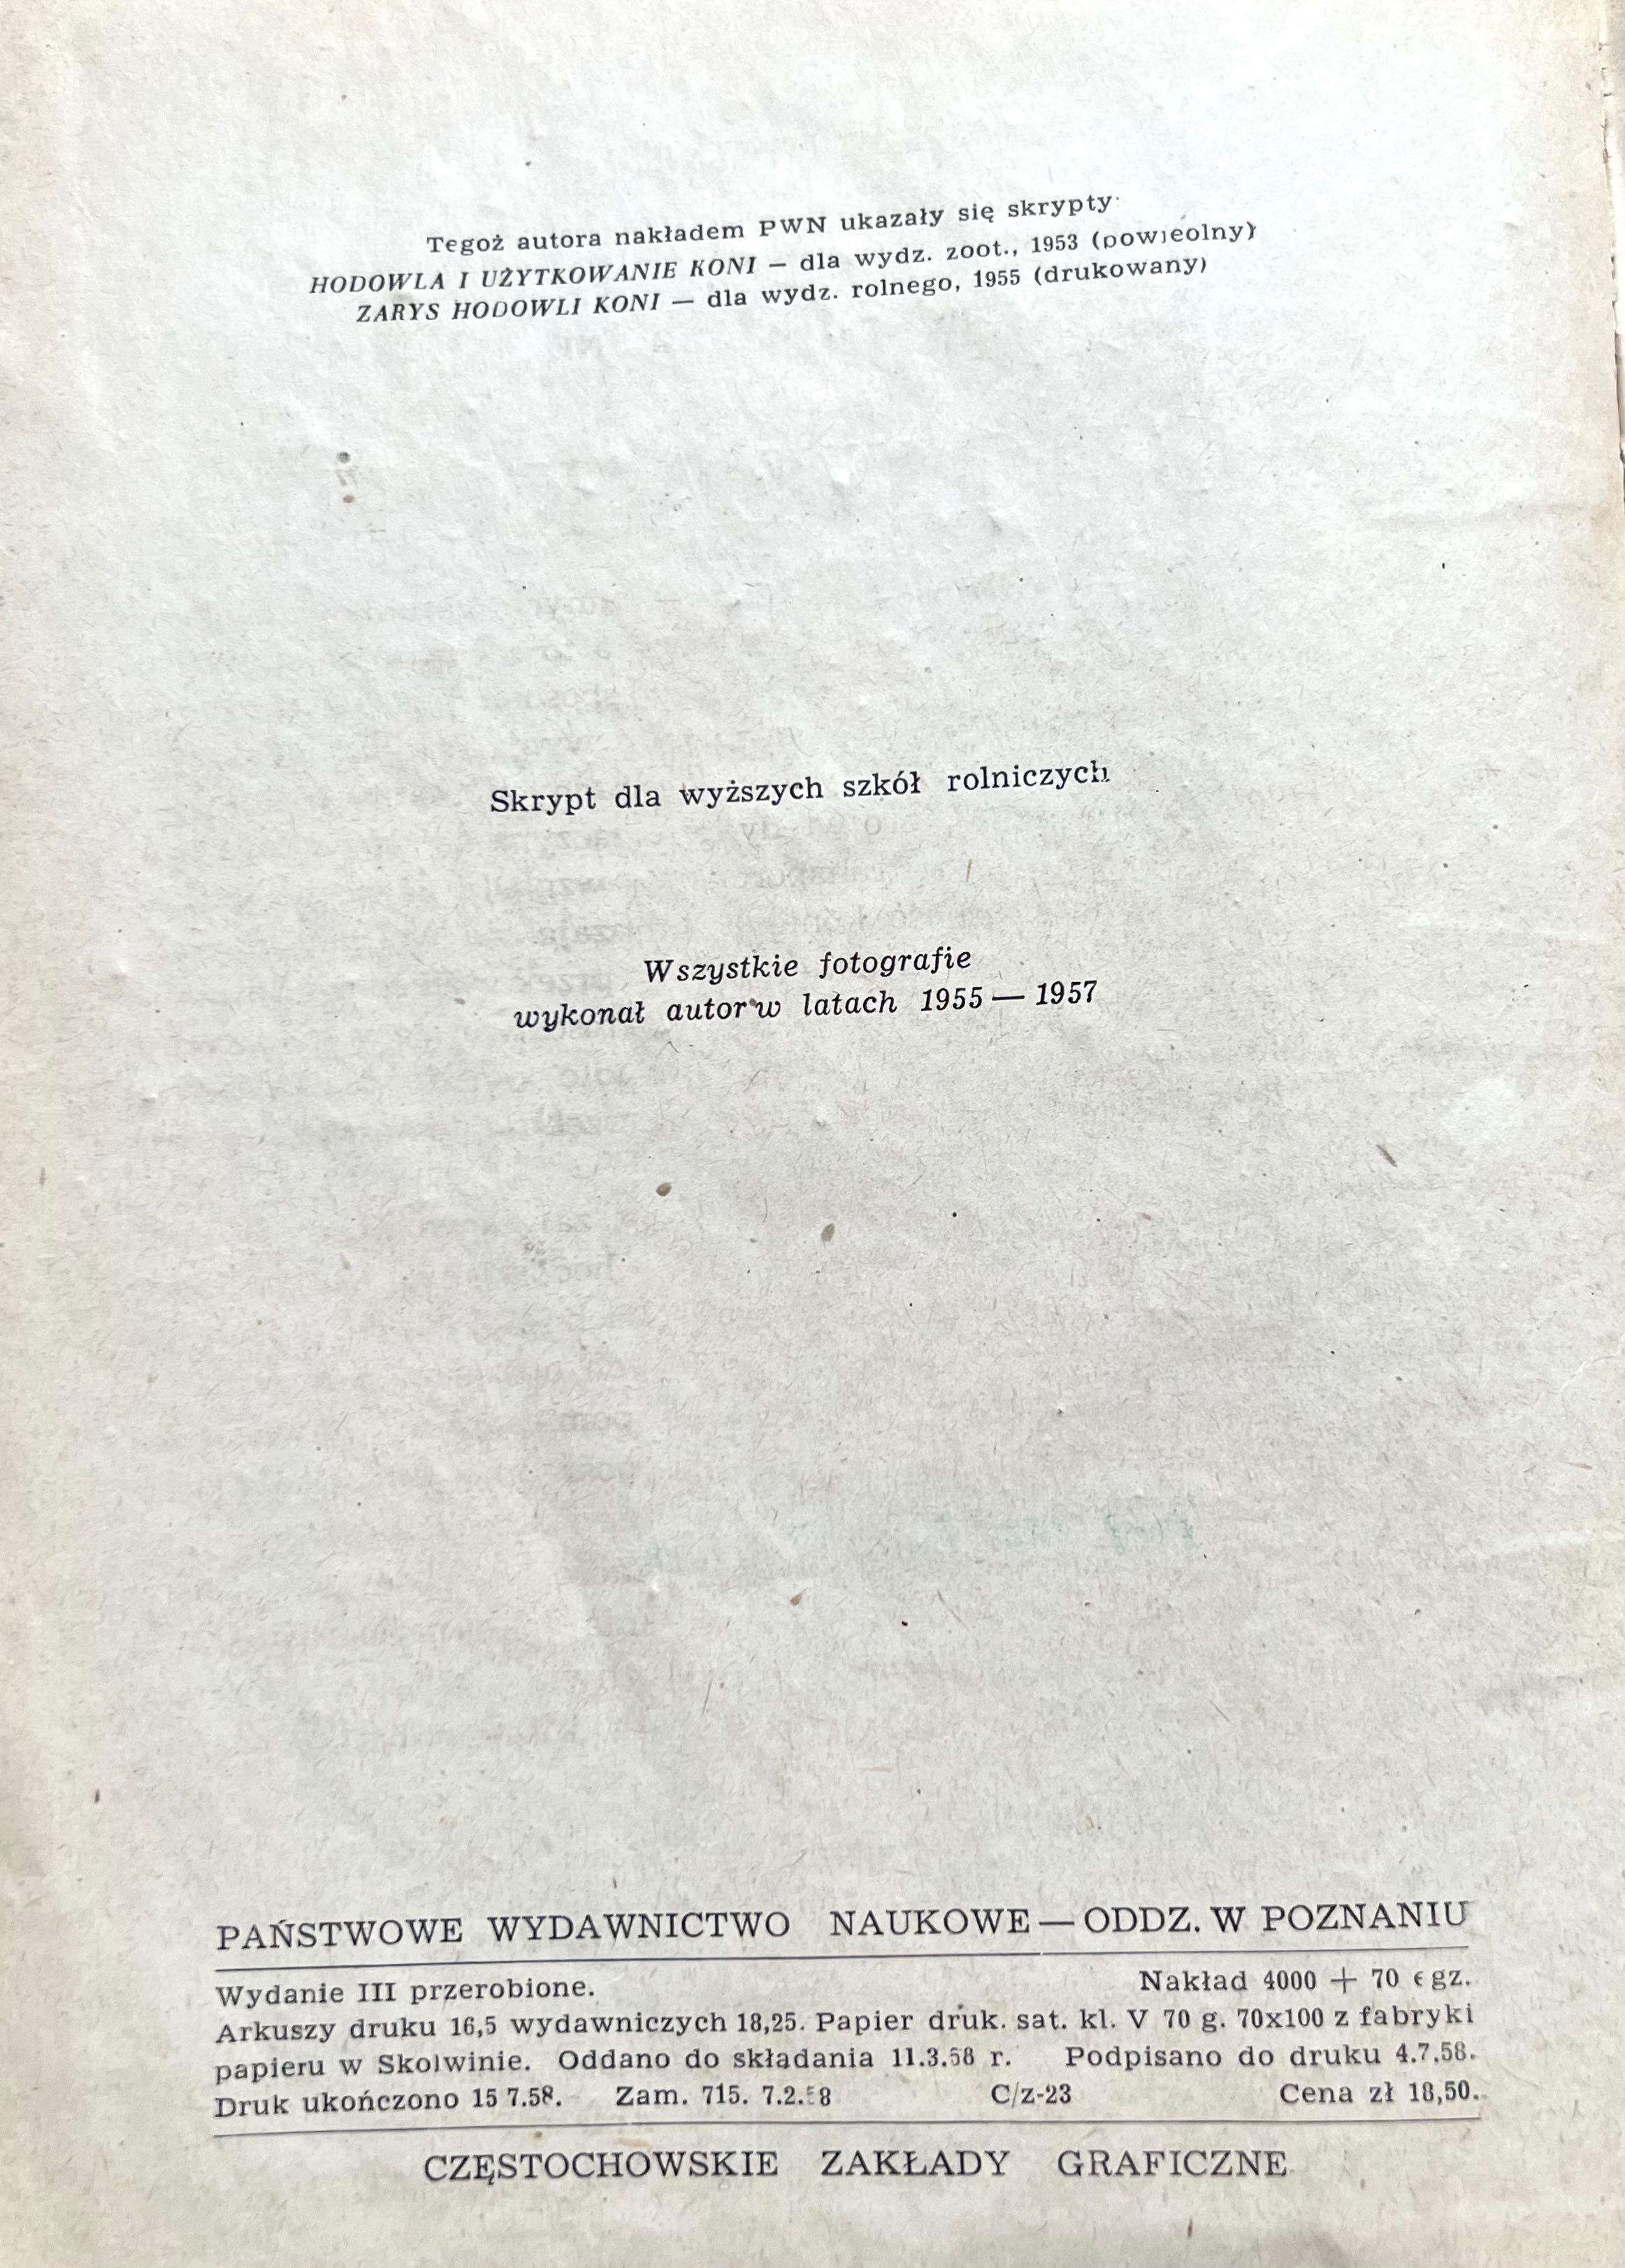 Tegoż autora nakładem PWN ukazały się skrypty:
HODOWLA I UŻYTKOWANIE KONI — dla wydz. zoot., 1953 (powieolny)
ZARYS HODOWLI KONI — dla wydz. rolnego, 1955 (drukowany)
Skrypt dla wyższych szkół rolniczych
Wszystkie fotografie
wykonał autor w latach 1955 — 1957
PAŃSTWOWE WYDAWNICTWO NAUKOWE — ODDZ. W POZNANIU
Wydanie III przerobione. Nakład 4000 + 70 egz.
Arkuszy druku 16,5 wydawniczych 18,25. Papier druk. sat. kl. V 70 g. 70x100 z fabryki
papieru w Skolwinie. Oddano do składania 11.3.58 r. Podpisano do druku 4.7.58.
Druk ukończono 15 7.58. Zam. 715. 7.2.58 C/z-23 Cena zł 18,50.
CZĘSTOCHOWSKIE ZAKŁADY GRAFICZNE